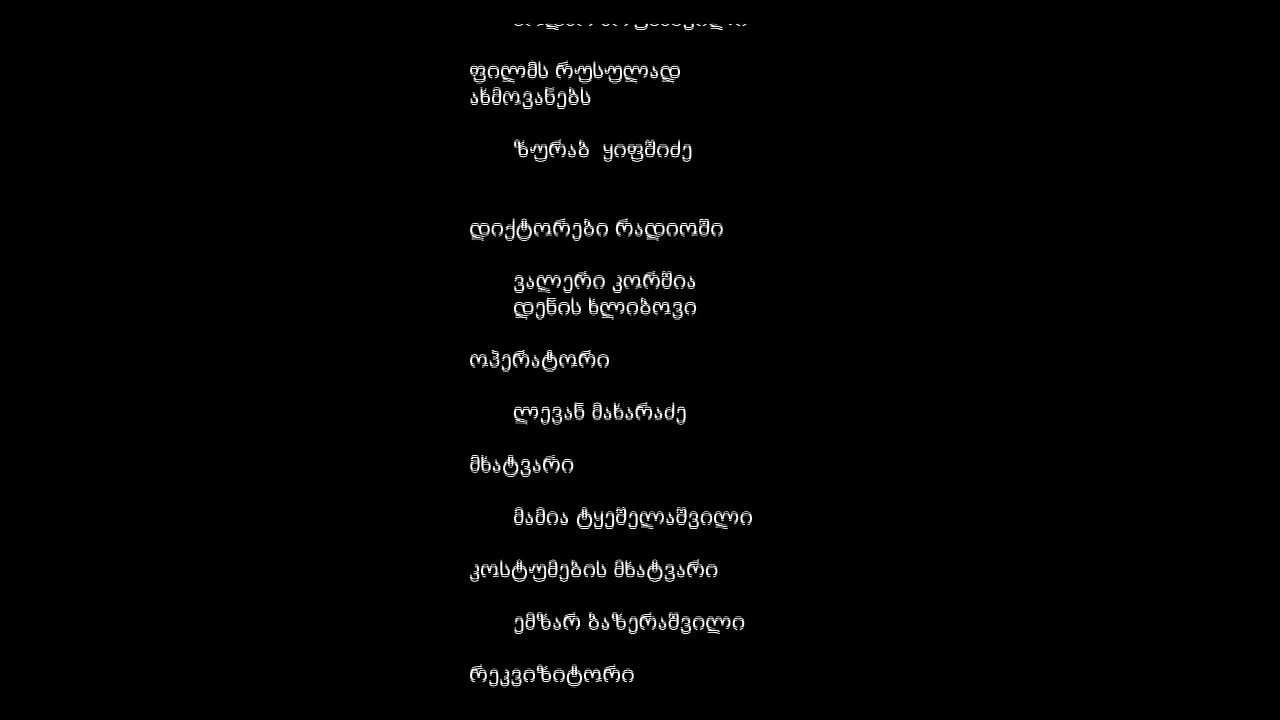 ფილმს რუსულად
ახმოვანებს
ზურაბ ყიფშიძე
დიქტორები რადიოში
ვალერი კორშია
დენის ხლიბოვი
ოპერატორი
ლევან მახარაძე
მხატვარი
მამია ტყეშელაშვილი
კოსტუმების მხატვარი
ემზარ ბაზერაშვილი
რეკვიზიტორი